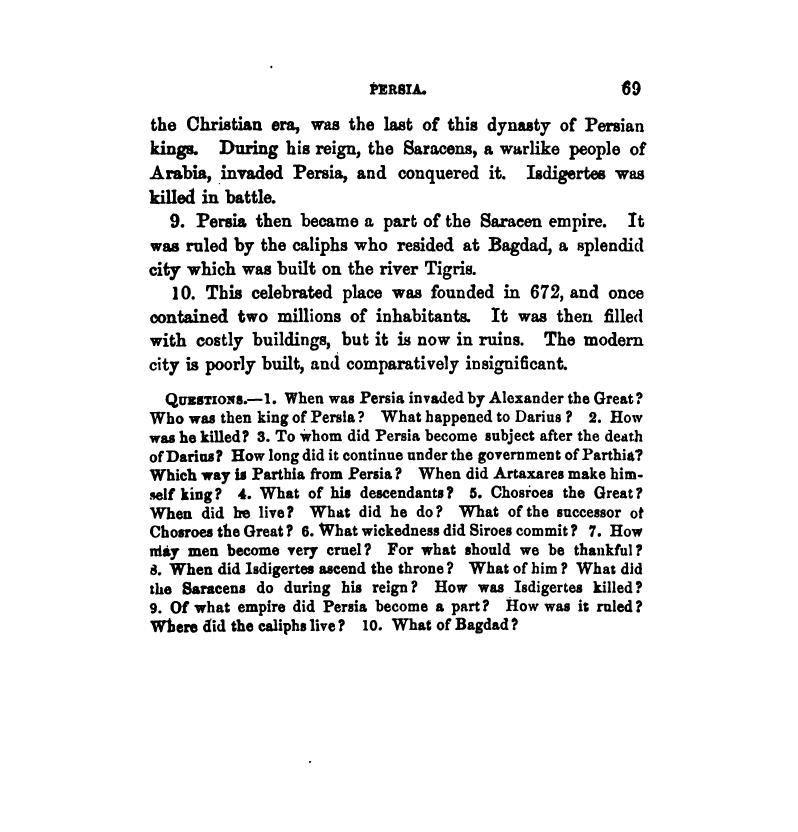 PERSIA. 69
the Christian era, was the last of this dynasty of Persian
kings. During his reign, the Saracens, a warlike people of
Arabia, invaded Persia, and conquered it. Isdigertes was
killed in battle.
9. Persia then became a part of the Saracen empire. It
was ruled by the caliphs who resided at Bagdad, a splendid
city which was built on the river Tigris.
10. This celebrated place was founded in 672, and once
contained two millions of inhabitants. It was then filled
with costly buildings, but it is now in ruins. The modern
city is poorly built, and comparatively insignificant.
QUESTIONS.—1. When was Persia invaded by Alexander the Great?
Who was then king of Persia? What happened to Darius? 2. How
was he killed? 3. To whom did Persia become subject after the death
of Darius? How long did it continue under the government of Parthia?
Which way is Parthia from Persia? When did Artaxares make him-
self king? 4. What of his descendants? 5. Chosroes the Great?
When did he live? What did he do? What of the successor of
Chosroes the Great? 6. What wickedness did Siroes commit? 7. How
may men become very cruel? For what should we be thankful?
8. When did Isdigertes ascend the throne? What of him? What did
the Saracens do during his reign? How was Isdigertes killed?
9. Of what empire did Persia become a part? How was it ruled?
Where did the caliphs live? 10. What of Bagdad?